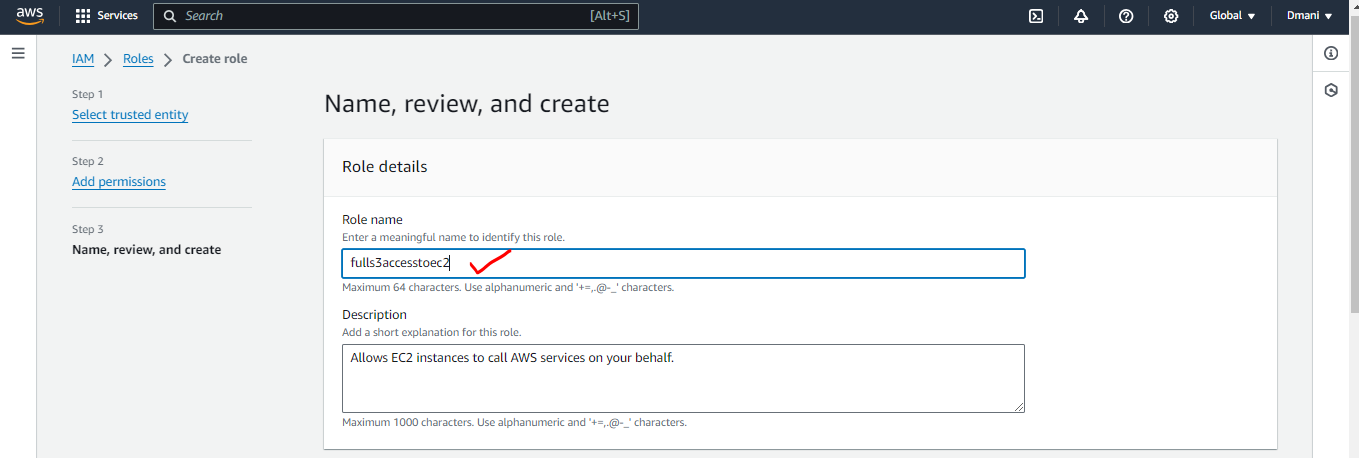 aws
Services
Search
[Alt+S]
Global
Dmani
IAM
Roles
Create role
Step 1
Select trusted entity
Step 2
Add permissions
Step 3
Name, review, and create
Name, review, and create
Role details
Role name
Enter a meaningful name to identify this role.
fulls3accesstoec2
Maximum 64 characters. Use alphanumeric and '+=,.@-_' characters.
Description
Add a short explanation for this role.
Allows EC2 instances to call AWS services on your behalf.
Maximum 1000 characters. Use alphanumeric and '+=,.@-_' characters.